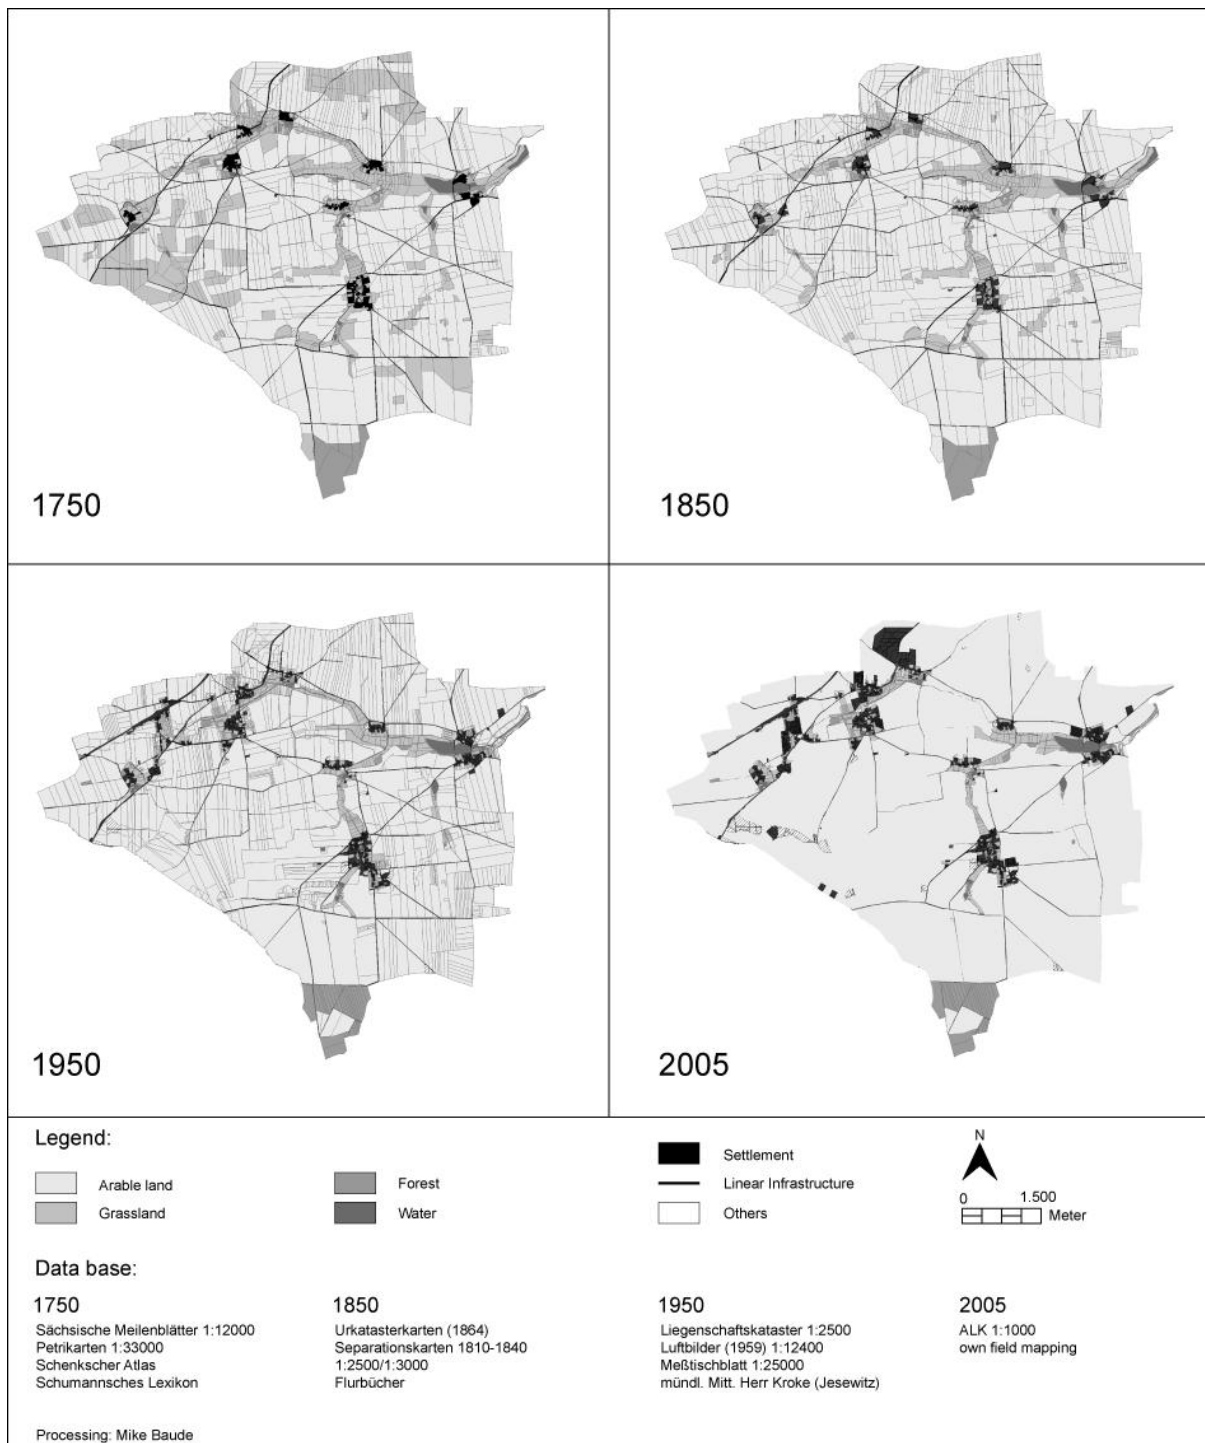 1750
1850
1950
2005
Legend:
Arable land
Grassland
Forest
Water
Settlement
Linear Infrastructure
Others
N
0 1.500
Meter
Data base:
1750
Sächsische Meilenblätter 1:12000
Petrikarten 1:33000
Schenkscher Atlas
Schumannsches Lexikon
1850
Urkatasterkarten (1864)
Separationskarten 1810-1840
1:2500/1:3000
Flurbücher
1950
Liegenschaftskataster 1:2500
Luftbilder (1959) 1:12400
Meßtischblatt 1:25000
mündl. Mitt. Herr Kroke (Jesewitz)
2005
ALK 1:1000
own field mapping
Processing: Mike Baude